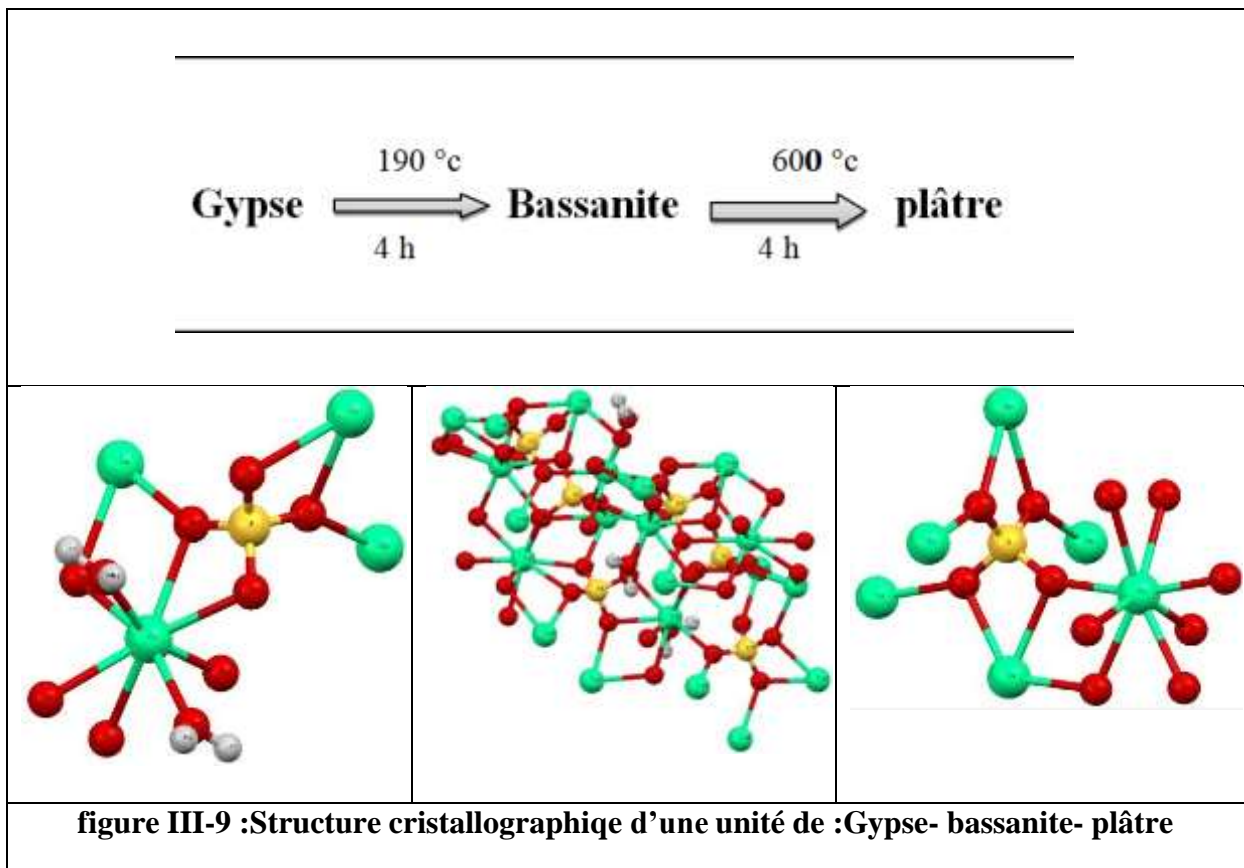 190 °c 600 °c
Gypse Bassanite plâtre
4 h 4 h
figure III-9 :Structure cristallographiqe d’une unité de :Gypse- bassanite- plâtre